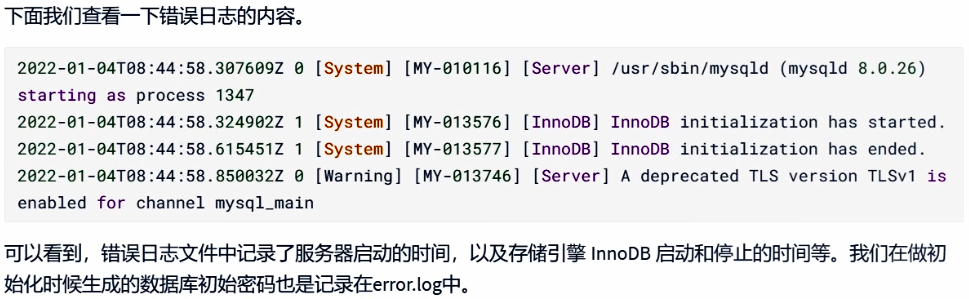 下面我们查看一下错误日志的内容。
2022-01-04T08:44:58.307609Z 0 [System] [MY-010116] [Server] /usr/sbin/mysqld (mysqld 8.0.26)
starting as process 1347
2022-01-04T08:44:58.324902Z 1 [System] [MY-013576] [InnoDB] InnoDB initialization has started.
2022-01-04T08:44:58.615451Z 1 [System] [MY-013577] [InnoDB] InnoDB initialization has ended.
2022-01-04T08:44:58.850032Z 0 [Warning] [MY-013746] [Server] A deprecated TLS version TLSv1 is
enabled for channel mysql_main
可以看到，错误日志文件中记录了服务器启动的时间，以及存储引擎 InnoDB 启动和停止的时间等。我们在做初
始化时候生成的数据库初始密码也是记录在error.log中。